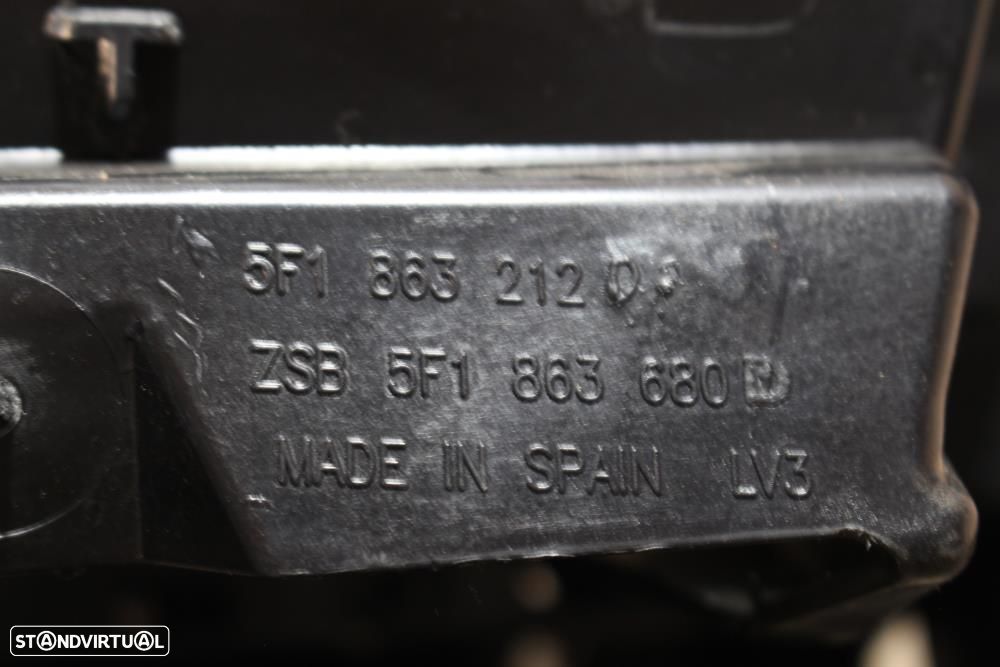 5F1 863 212
ZSB 5F1 863 680
MADE IN SPAIN LV3
STANDVIRTUAL